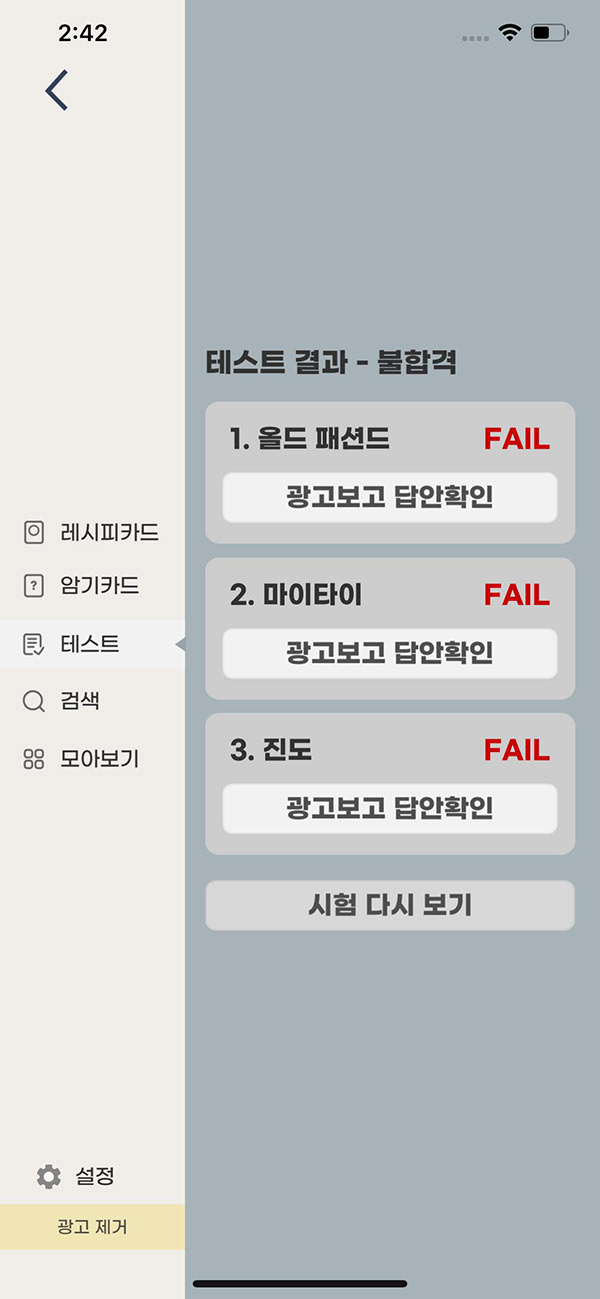 2:42
테스트 결과 - 불합격
1. 올드 패션드 FAIL
광고보고 답안확인
2. 마이타이 FAIL
광고보고 답안확인
3. 진도 FAIL
광고보고 답안확인
시험 다시 보기
레시피카드
암기카드
테스트
검색
모아보기
설정
광고 제거